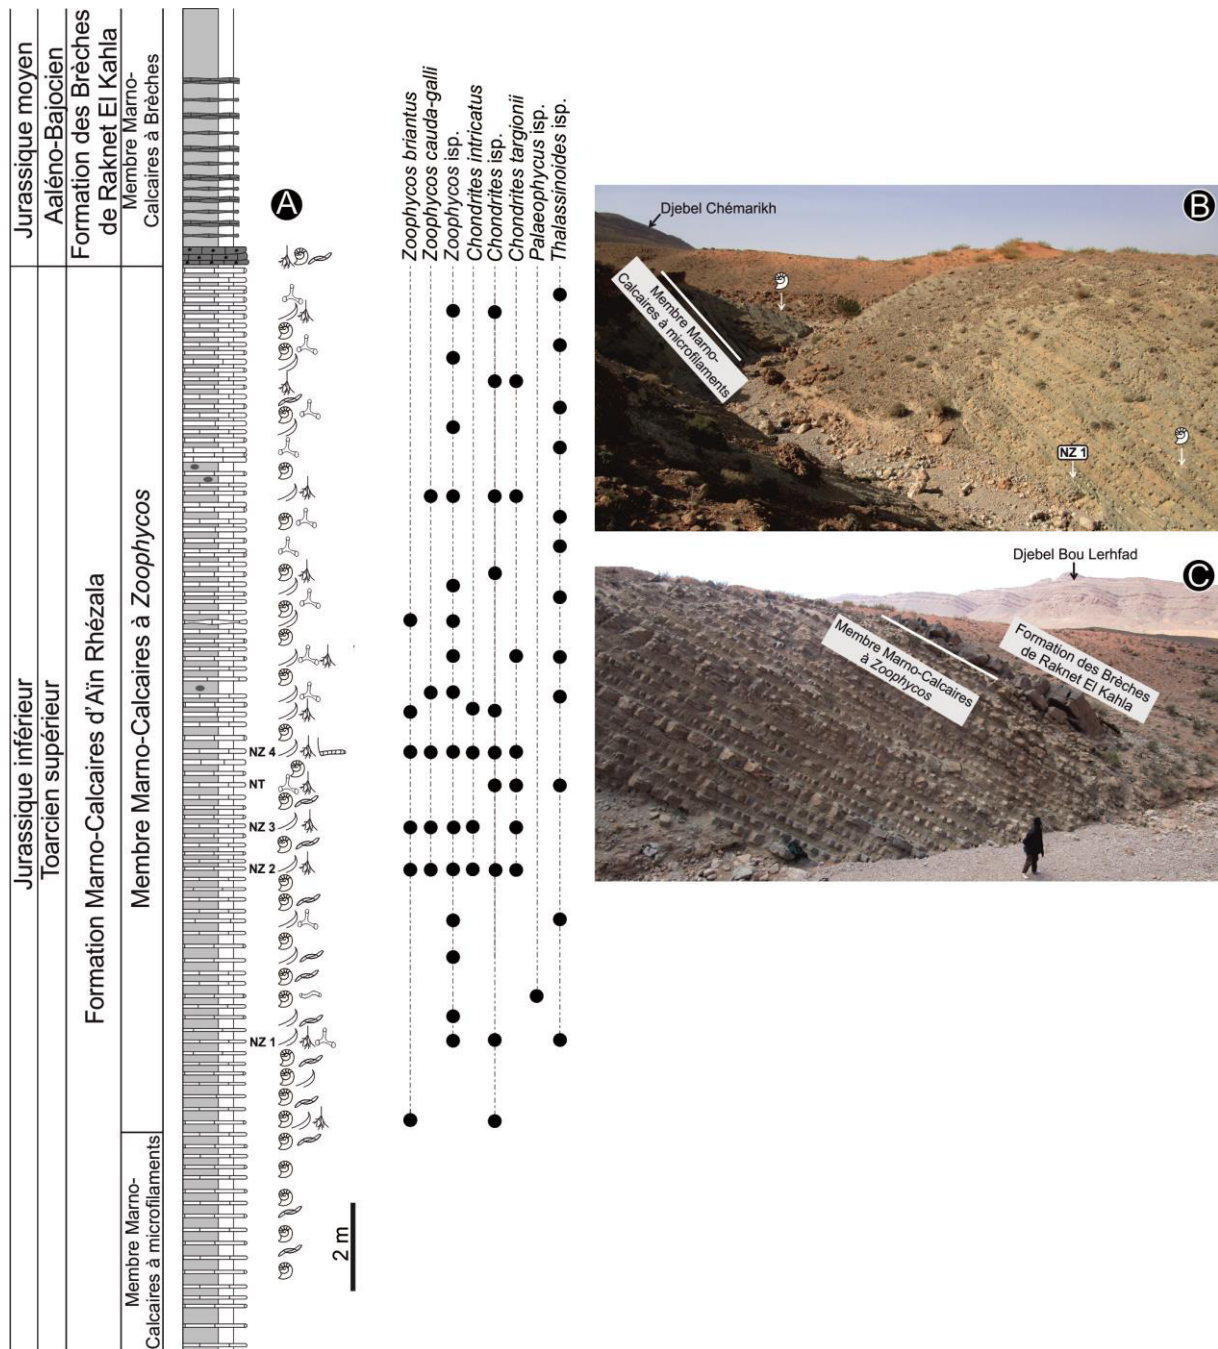 Jurassique moyen
Aaléno-Bajocien
Formation des Brèches
de Raknet El Kahla
Membre Marno-
Calcaires à Brèches
Jurassique inférieur
Toarcien supérieur
Formation Marno-Calcaires d'Aïn Rhézala
Membre Marno-Calcaires à Zoophycos
Membre Marno-
Calcaires à microfilaments
A
Zoophycos briantus
Zoophycos cauda-galli
Zoophycos isp.
Chondrites intricatus
Chondrites isp.
Chondrites targionii
Palaeophycus isp.
Thalassinoides isp.
NZ 4
NT
NZ 3
NZ 2
NZ 1
2 m
B
Djebel Chémarikh
Membre Marno-
Calcaires à microfilaments
NZ 1
C
Djebel Bou Lerhfad
Membre Marno-Calcaires
à Zoophycos
Formation des Brèches
de Raknet El Kahla